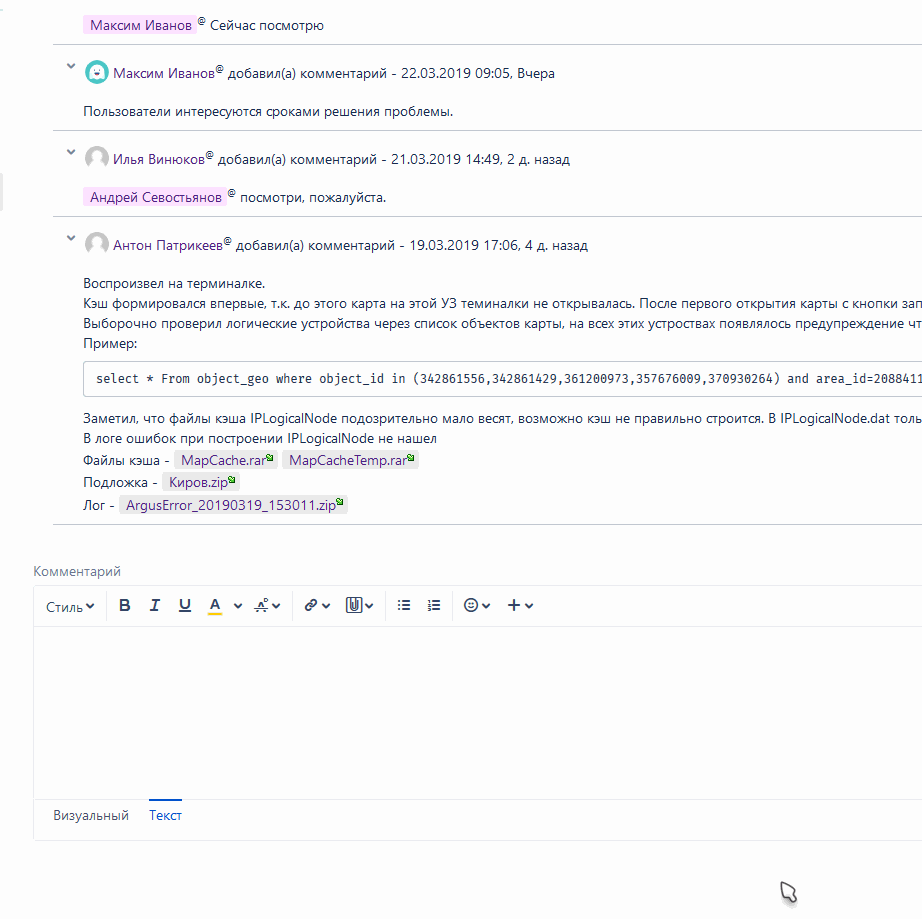 Максим Иванов @ Сейчас посмотрю
Максим Иванов@ добавил(а) комментарий - 22.03.2019 09:05, Вчера
Пользователи интересуются сроками решения проблемы.
Илья Винюков@ добавил(а) комментарий - 21.03.2019 14:49, 2 д. назад
Андрей Севостьянов @ посмотри, пожалуйста.
Антон Патрикеев@ добавил(а) комментарий - 19.03.2019 17:06, 4 д. назад
Воспроизвел на терминалке.
Кэш формировался впервые, т.к. до этого карта на этой УЗ теминалки не открывалась. После первого открытия карты с кнопки зап
Выборочно проверил логические устройства через список объектов карты, на всех этих устроствах появлялось предупреждение чт
Пример:
select * From object_geo where object_id in (342861556,342861429,361200973,357676009,370930264) and area_id=2088411
Заметил, что файлы кэша IPLogicalNode подозрительно мало весят, возможно кэш не правильно строится. В IPLogicalNode.dat толь
В логе ошибок при построении IPLogicalNode не нашел
Файлы кэша - MapCache.rar MapCacheTemp.rar
Подложка - Киров.zip
Лог - ArgusError_20190319_153011.zip
Комментарий
Стиль B I U A
Визуальный Текст